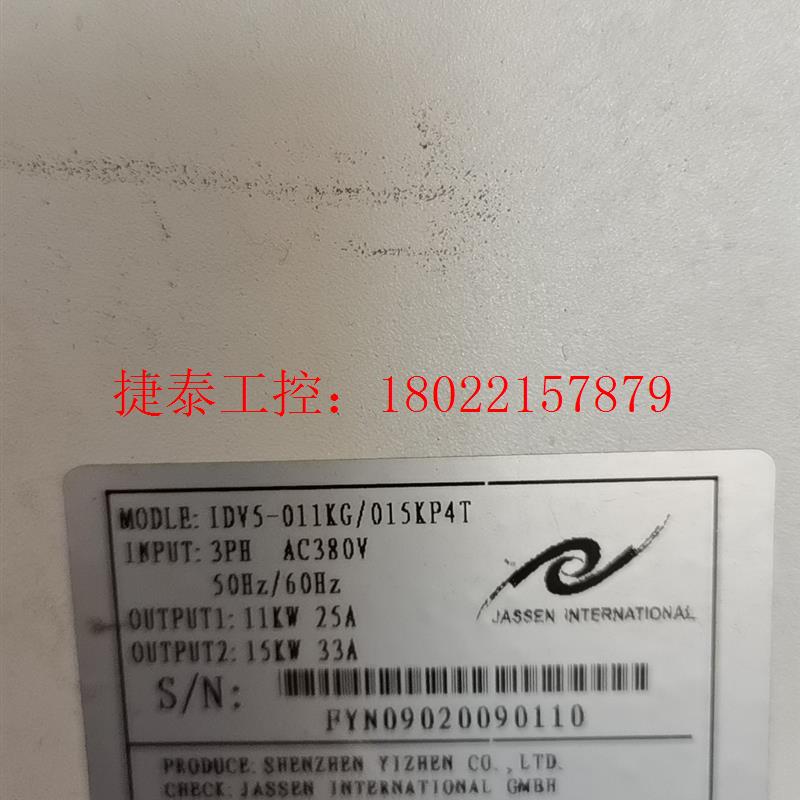 捷泰工控：18022157879
MODLE: IDV5-011KG/015KP4T
INPUT: 3PH AC380V
50Hz/60Hz
JASSEN INTERNATIONAL
OUTPUT1: 11KW 25A
OUTPUT2: 15KW 33A
S/N:
FYN09020090110
PRODUCE: SHENZHEN YIZHEN CO., LTD.
CHECK: JASSEN INTERNATIONAL GMBH